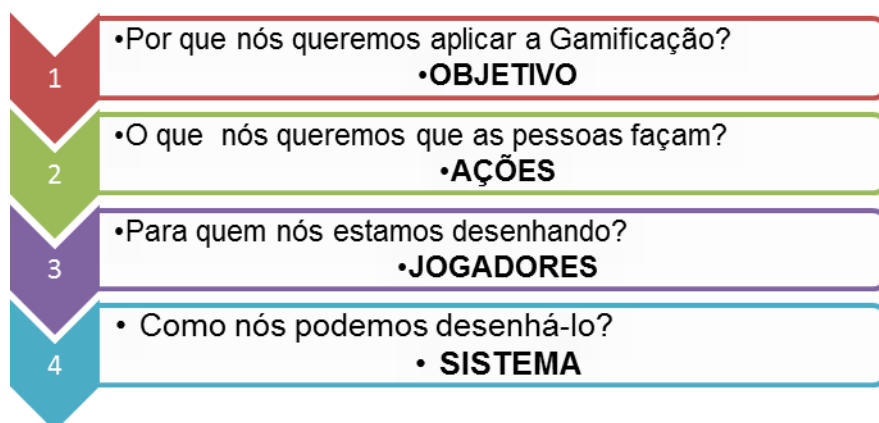 1
•Por que nós queremos aplicar a Gamificação?
•OBJETIVO
2
•O que nós queremos que as pessoas façam?
•AÇÕES
3
•Para quem nós estamos desenhando?
•JOGADORES
4
• Como nós podemos desenhá-lo?
• SISTEMA